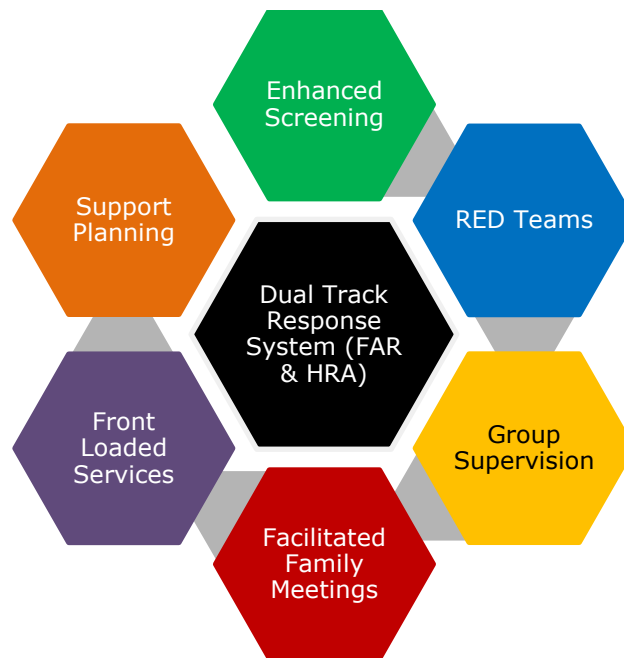 Enhanced
Screening
RED Teams
Group
Supervision
Facilitated
Family
Meetings
Front
Loaded
Services
Support
Planning
Dual Track
Response
System (FAR
& HRA)